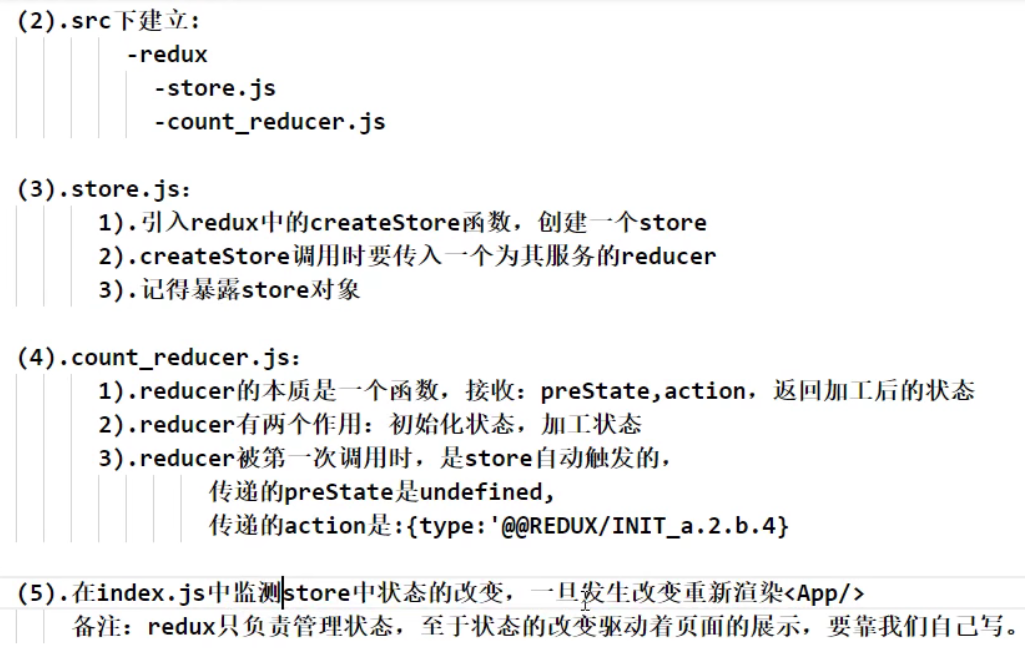 (2).src下建立:
-redux
-store.js
-count_reducer.js
(3).store.js:
1).引入redux中的createStore函数，创建一个store
2).createStore调用时要传入一个为其服务的reducer
3).记得暴露store对象
(4).count_reducer.js:
1).reducer的本质是一个函数，接收：preState,action，返回加工后的状态
2).reducer有两个作用：初始化状态，加工状态
3).reducer被第一次调用时，是store自动触发的，
传递的preState是undefined,
传递的action是:{type:'@@REDUX/INIT_a.2.b.4}
(5).在index.js中监测store中状态的改变，一旦发生改变重新渲染<App/>
备注：redux只负责管理状态，至于状态的改变驱动着页面的展示，要靠我们自己写。